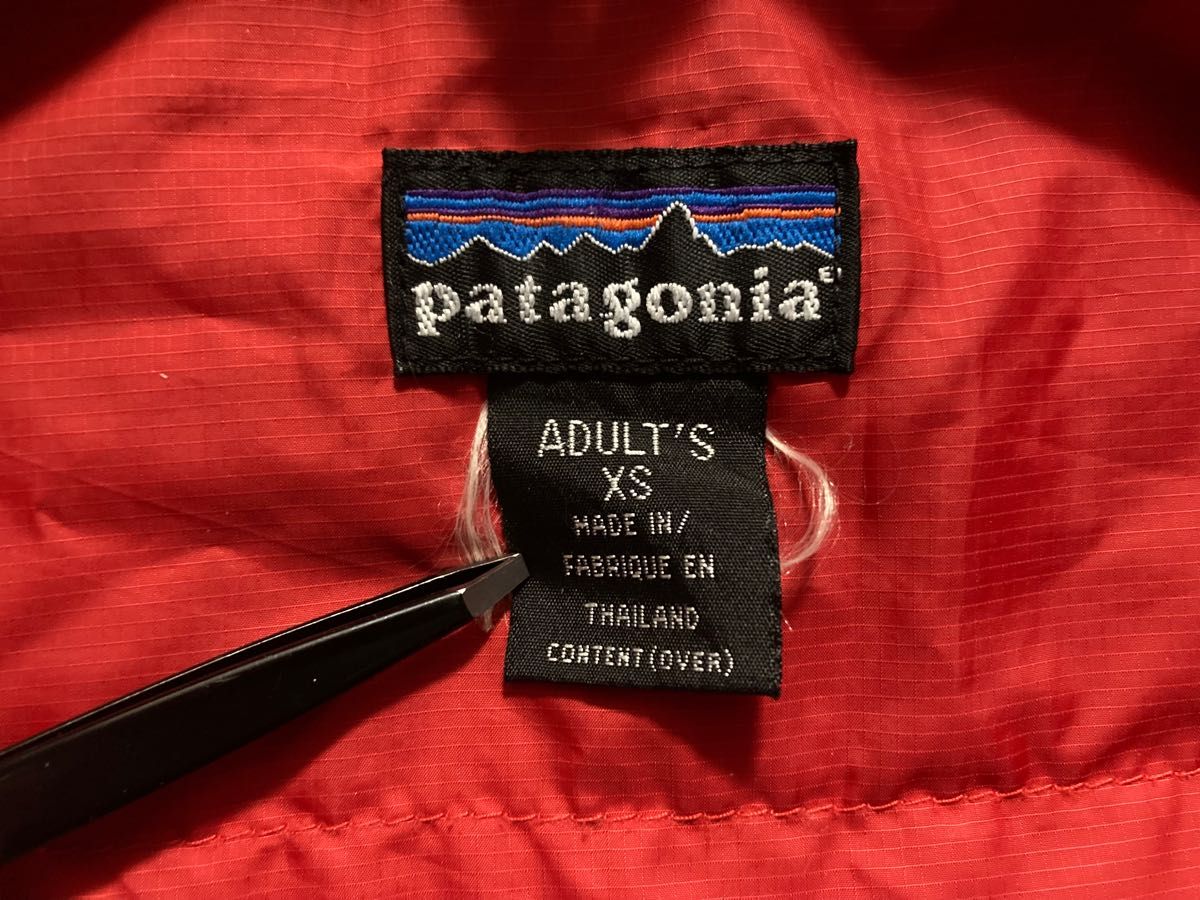 patagonia
ADULT'S
XS
MADE IN/
FABRIQUE EN
THAILAND
CONTENT (OVER)